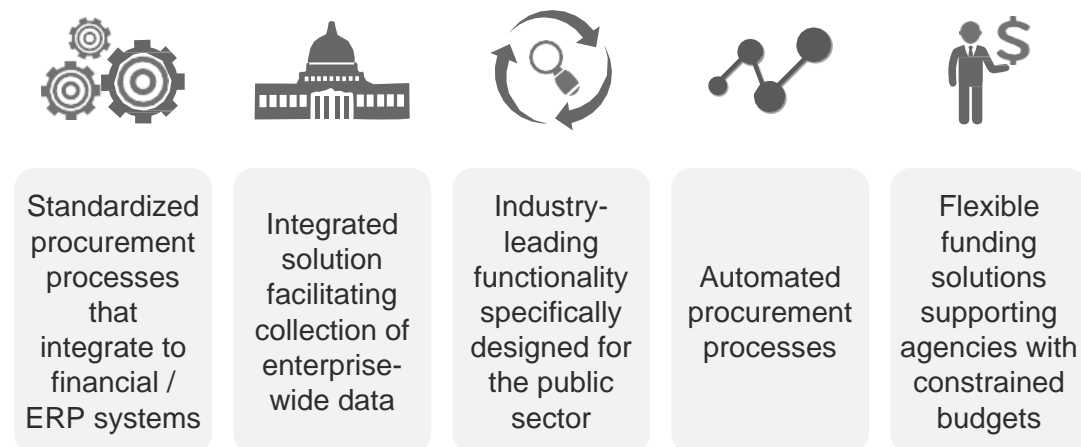 Standardized
procurement
processes
that
integrate to
financial /
ERP systems
Integrated
solution
facilitating
collection of
enterprise-
wide data
Industry-
leading
functionality
specifically
designed for
the public
sector
Automated
procurement
processes
Flexible
funding
solutions
supporting
agencies with
constrained
budgets